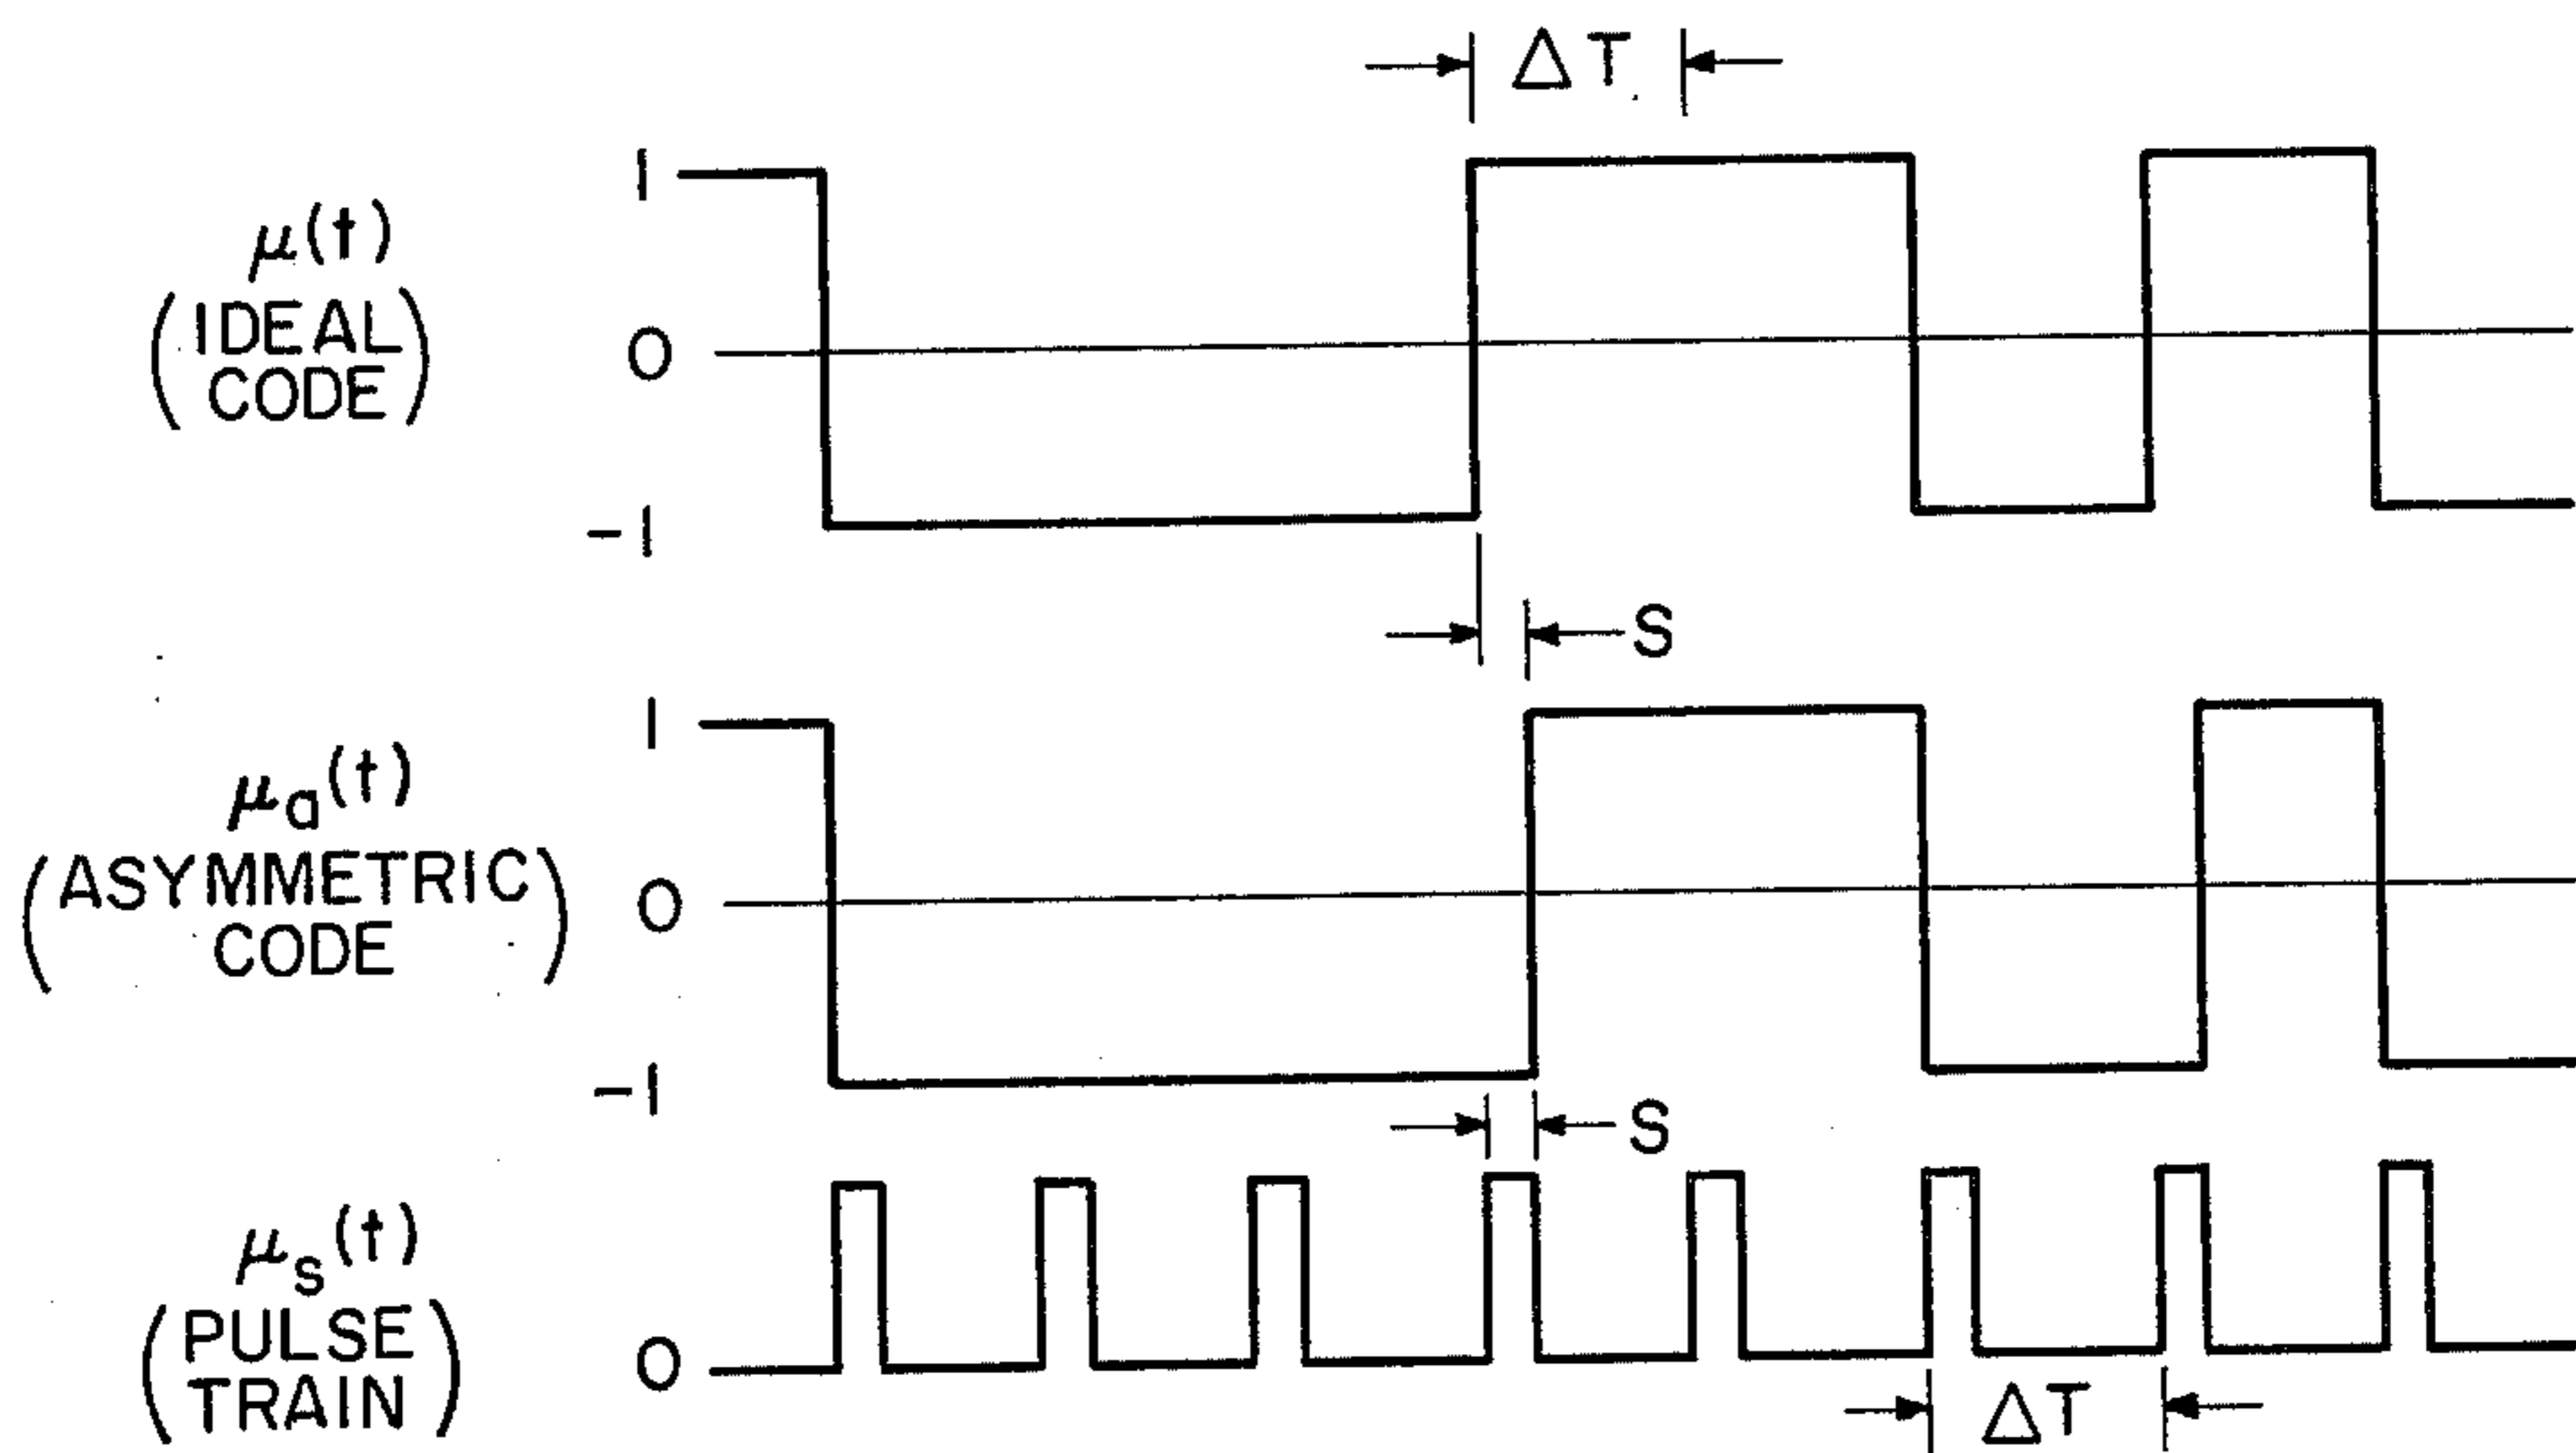 ΔT
1
μ(t)
(IDEAL
CODE)
0
-1
S
1
μa(t)
(ASYMMETRIC
CODE)
0
-1
S
μs(t)
(PULSE
TRAIN)
0
ΔT